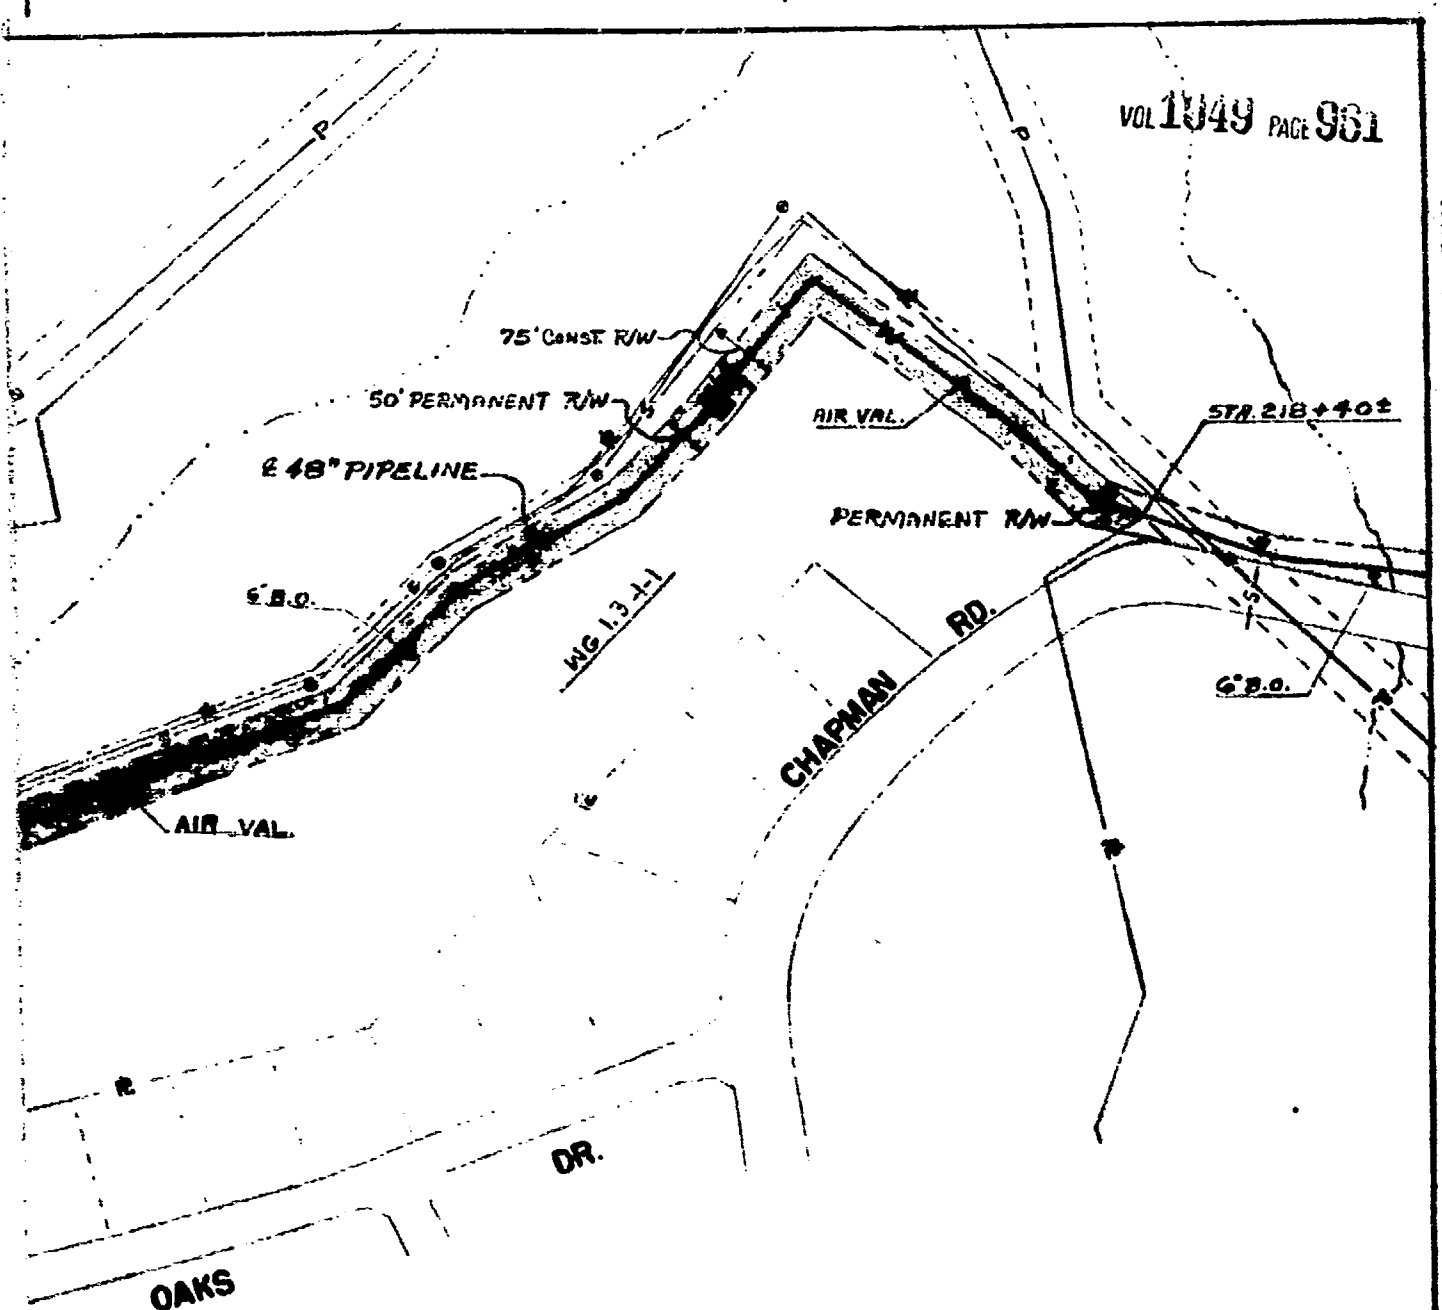 VOL 1049 PAGE 961
P
P
75' CONST. R/W
50' PERMANENT R/W
S
AIR VAL.
STA. 218+40±
℄ 48" PIPELINE
PERMANENT R/W
6" B.O.
WG 1.3-1-1
S
RD.
CHAPMAN
6" B.O.
AIR VAL.
DR.
OAKS